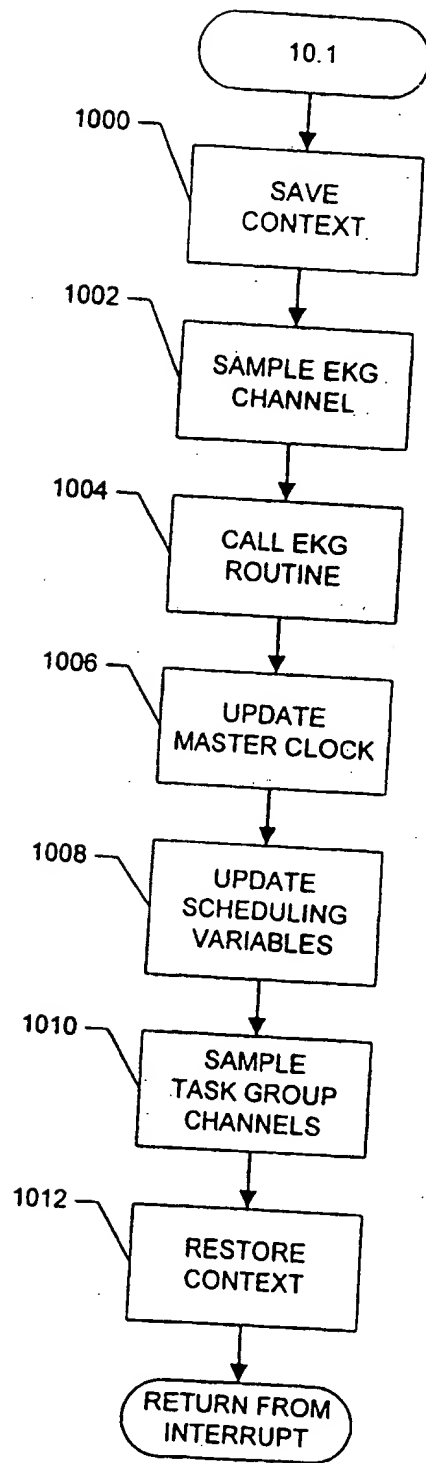 10.1
1000
SAVE
CONTEXT
1002
SAMPLE EKG
CHANNEL
1004
CALL EKG
ROUTINE
1006
UPDATE
MASTER CLOCK
1008
UPDATE
SCHEDULING
VARIABLES
1010
SAMPLE
TASK GROUP
CHANNELS
1012
RESTORE
CONTEXT
RETURN FROM
INTERRUPT